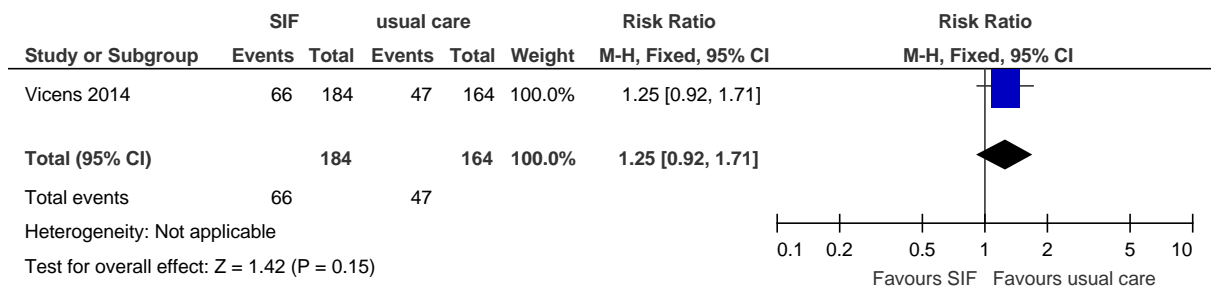 SIF usual care Risk Ratio Risk Ratio
Study or Subgroup Events Total Events Total Weight M-H, Fixed, 95% CI M-H, Fixed, 95% CI
Vicens 2014 66 184 47 164 100.0% 1.25 [0.92, 1.71]
Total (95% CI) 184 164 100.0% 1.25 [0.92, 1.71]
Total events 66 47
Heterogeneity: Not applicable
Test for overall effect: Z = 1.42 (P = 0.15)
0.1 0.2 0.5 1 2 5 10
Favours SIF Favours usual care